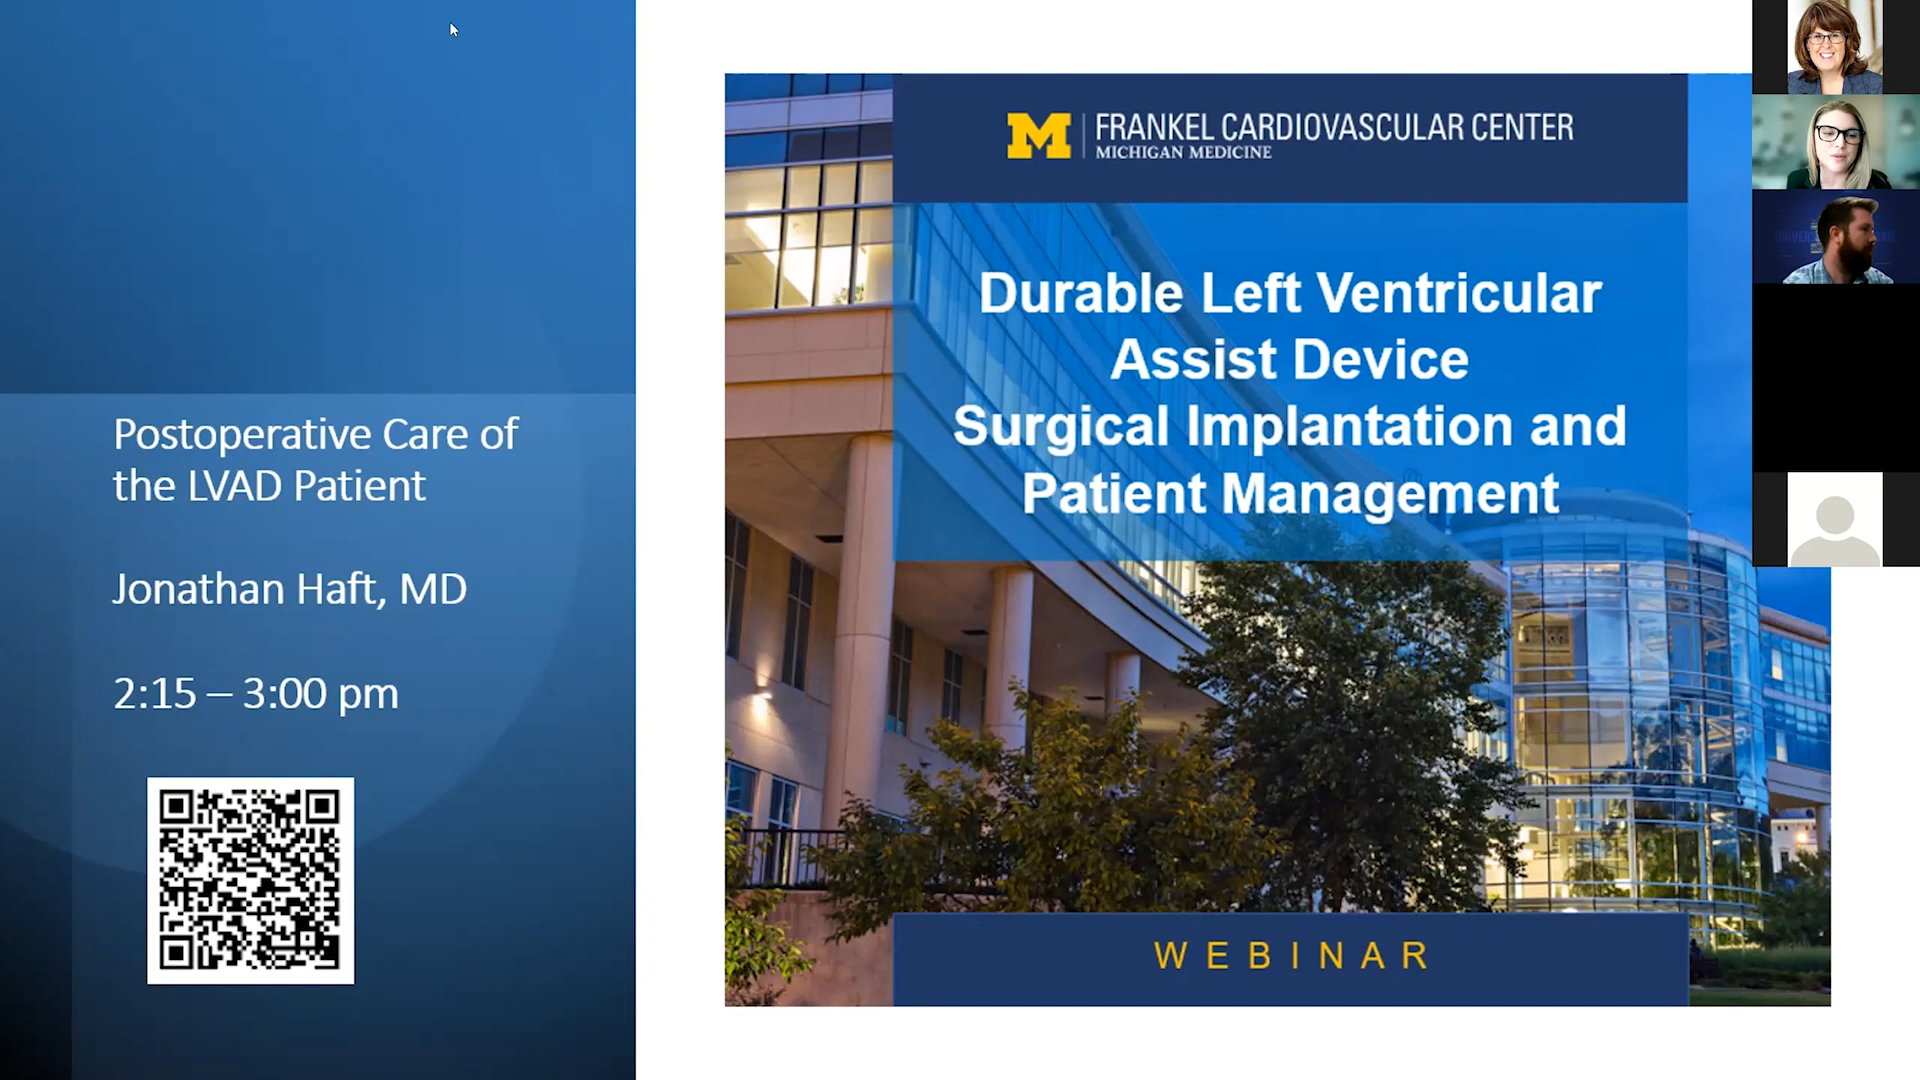 Postoperative Care of
the LVAD Patient
Jonathan Haft, MD
2:15 – 3:00 pm
M
FRANKEL CARDIOVASCULAR CENTER
MICHIGAN MEDICINE
Durable Left Ventricular
Assist Device
Surgical Implantation and
Patient Management
WEBINAR